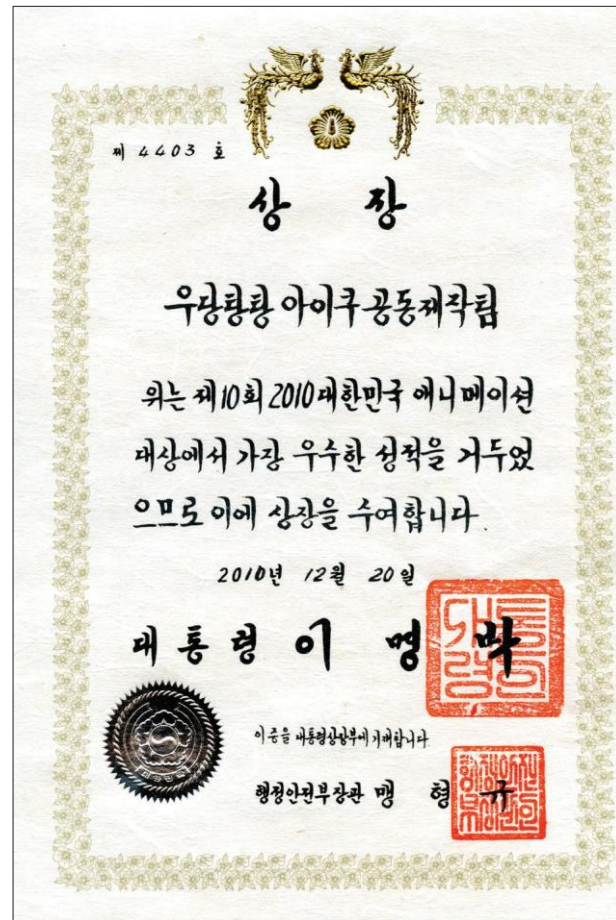 제 4403 호
상 장
우당탕탕 아이쿠 공동제작팀
위는 제10회 2010 대한민국 애니메이션
대상에서 가장 우수한 성적을 거두었
으므로 이에 상장을 수여합니다.
2010년 12월 20일
대통령 이 명 박
이 증을 대통령상장부에 기재합니다.
행정안전부장관 맹 형 규